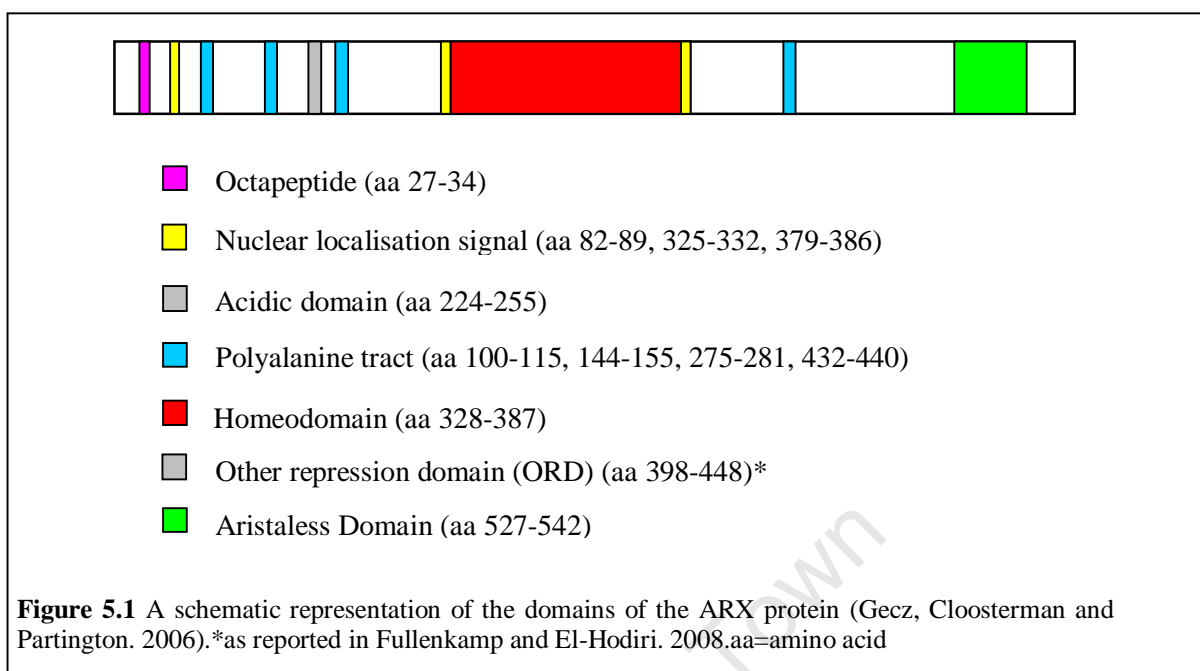 Octapeptide (aa 27-34)
Nuclear localisation signal (aa 82-89, 325-332, 379-386)
Acidic domain (aa 224-255)
Polyalanine tract (aa 100-115, 144-155, 275-281, 432-440)
Homeodomain (aa 328-387)
Other repression domain (ORD) (aa 398-448)*
Aristaless Domain (aa 527-542)
Town
Figure 5.1 A schematic representation of the domains of the ARX protein (Gecz, Cloosterman and
Partington. 2006).*as reported in Fullenkamp and El-Hodiri. 2008.aa=amino acid